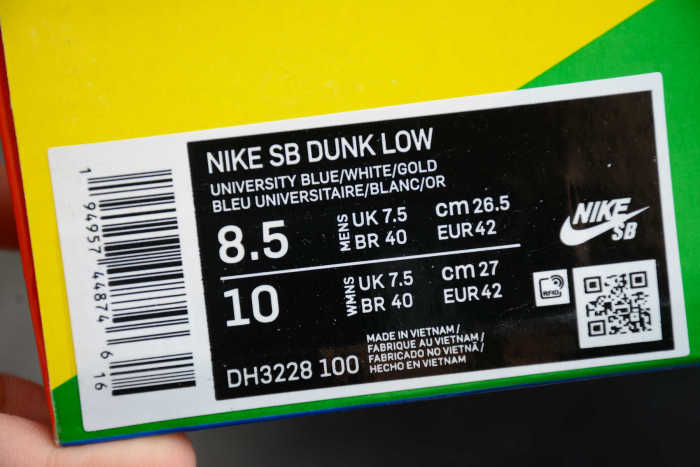 NIKE SB DUNK LOW
UNIVERSITY BLUE/WHITE/GOLD
BLEU UNIVERSITAIRE/BLANC/OR
8.5 MENS UK 7.5 cm 26.5
BR 40 EUR 42
10 WMNS UK 7.5 cm 27
BR 40 EUR 42
NIKE
SB
RFID
DH3228 100
MADE IN VIETNAM/
FABRIQUE AU VIETNAM/
FABRICADO NO VIETNÃ/
HECHO EN VIETNAM
1 94957 44874 6 16